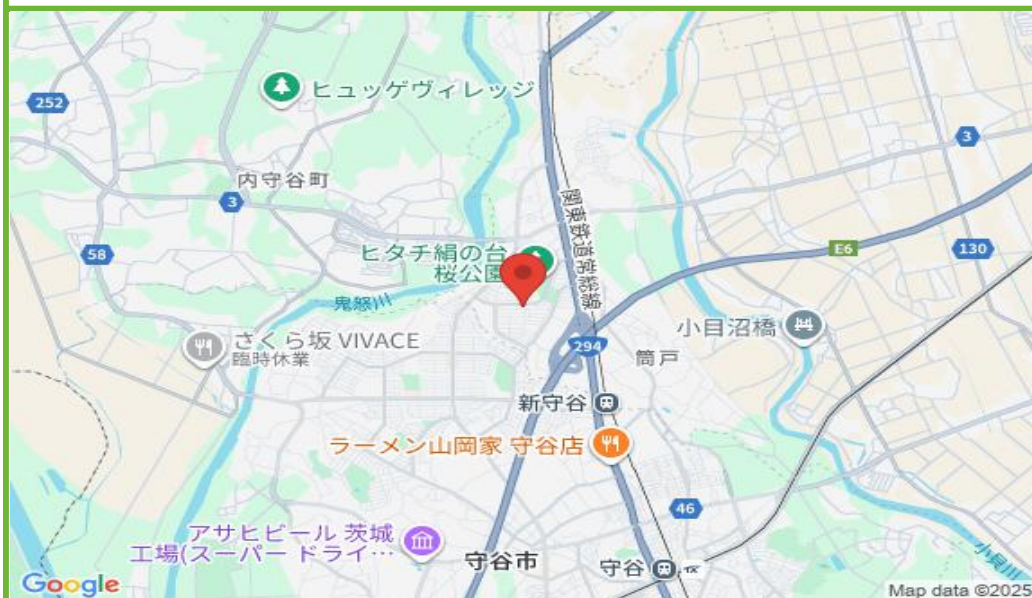 252
ヒュッゲヴィレッジ
3
内守谷町
3
関東鉄道常総線
58
ヒタチ絹の台
桜公園
E6
130
鬼怒川
さくら坂 VIVACE
臨時休業
小目沼橋
294
筒戸
新守谷
ラーメン山岡家 守谷店
46
アサヒビール 茨城
工場(スーパー ドライ…
守谷市
守谷
小貝川
Google
Map data ©2025